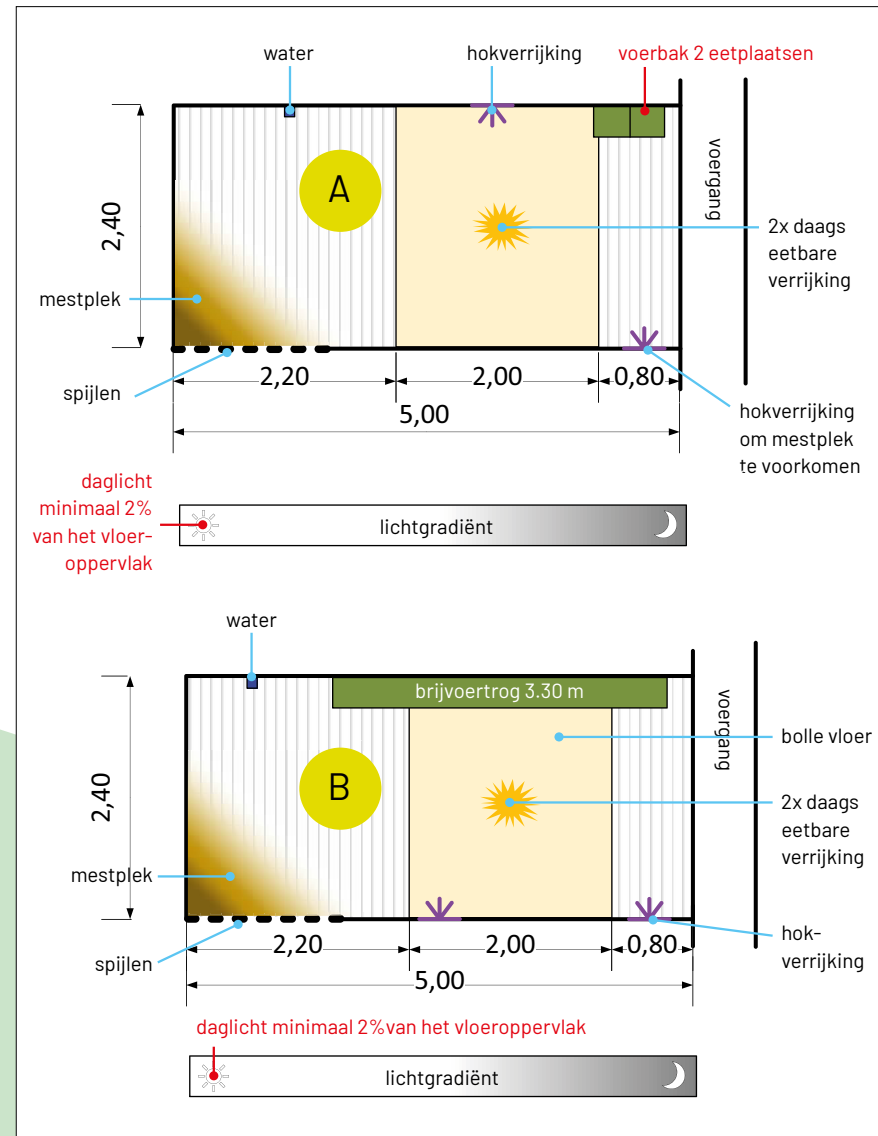 water
hokverrijking
voerbak 2 eetplaatsen
voergang
A
2,40
2x daags
eetbare
verrijking
mestplek
spijlen
2,20
2,00
0,80
5,00
hokverrijking
om mestplek
te voorkomen
daglicht
minimaal 2%
van het vloer-
oppervlak
lichtgradiënt
water
brijvoertrog 3.30 m
voergang
bolle vloer
B
2,40
2x daags
eetbare
verrijking
mestplek
spijlen
2,20
2,00
0,80
hok-
verrijking
5,00
daglicht minimaal 2%van het vloeroppervlak
lichtgradiënt